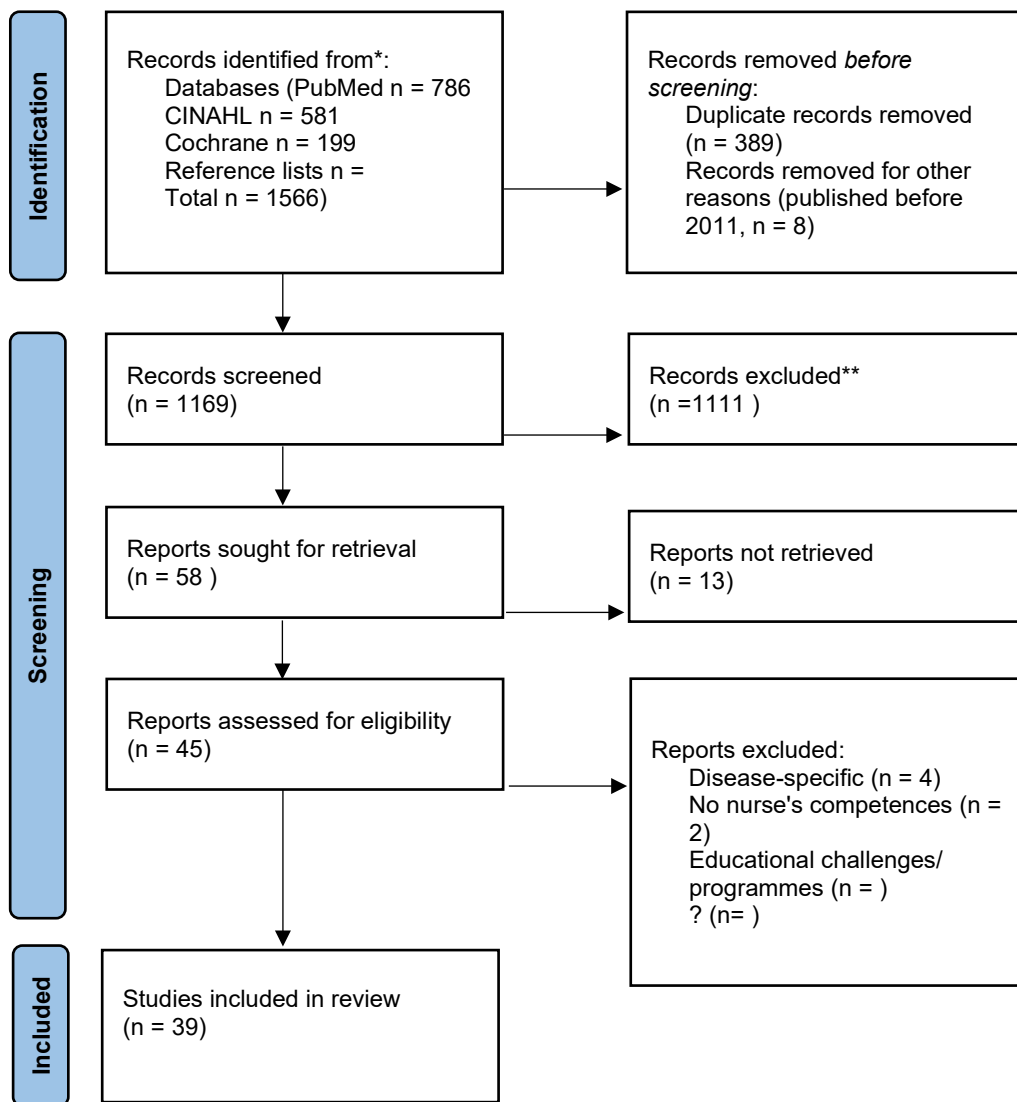 Identification
Records identified from*:
Databases (PubMed n = 786
CINAHL n = 581
Cochrane n = 199
Reference lists n =
Total n = 1566)
Records removed before
screening:
Duplicate records removed
(n = 389)
Records removed for other
reasons (published before
2011, n = 8)
Screening
Records screened
(n = 1169)
Records excluded**
(n =1111 )
Reports sought for retrieval
(n = 58 )
Reports not retrieved
(n = 13)
Reports assessed for eligibility
(n = 45)
Reports excluded:
Disease-specific (n = 4)
No nurse's competences (n =
2)
Educational challenges/
programmes (n = )
? (n= )
Included
Studies included in review
(n = 39)